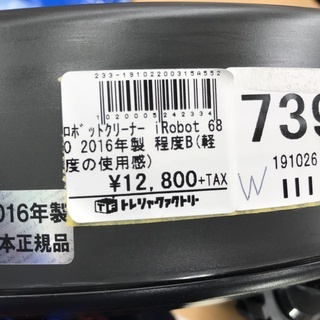 233-19102200315A552
1020005242334
ロボットクリーナー iRobot 68
0 2016年製 程度B(軽
度の使用感)
¥12,800+TAX
トレジャーファクトリー
739
191026
W
016年製
本正規品